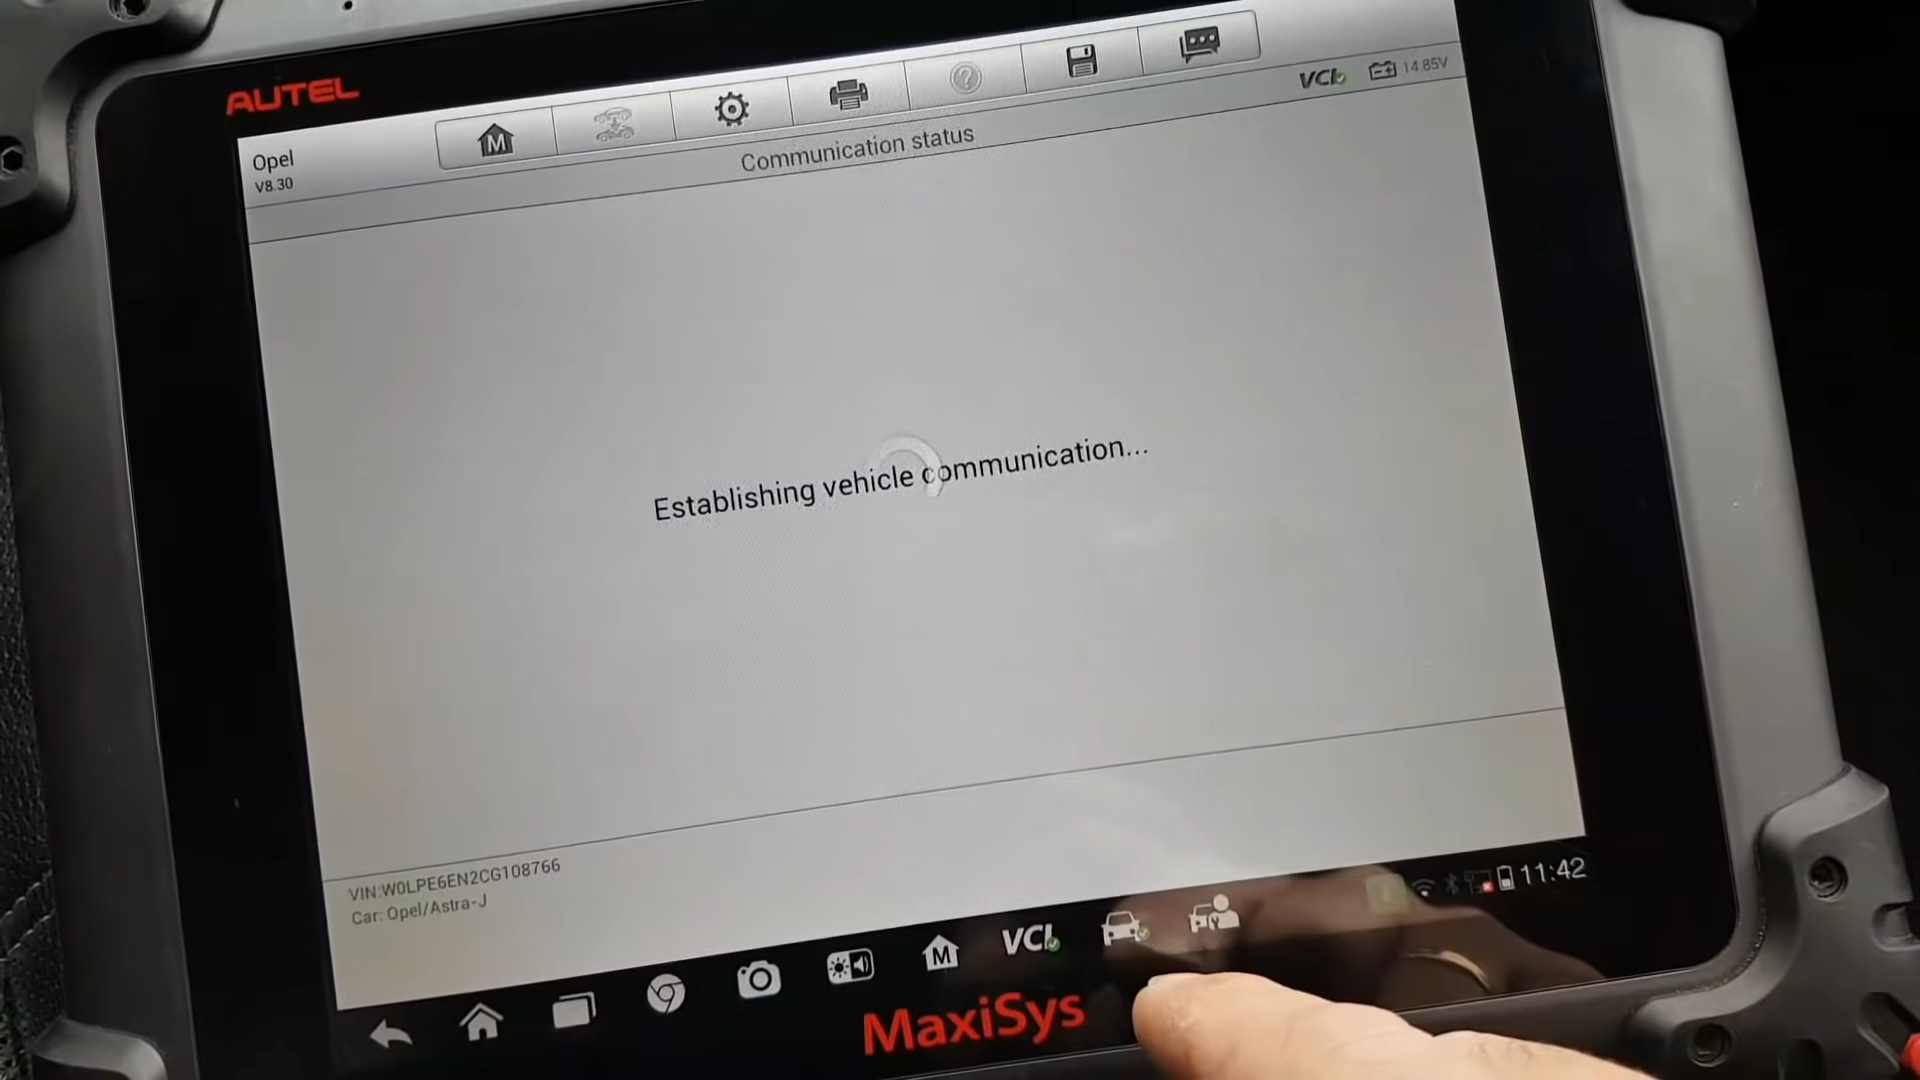 AUTEL
Opel
V8.30
M
VCI
14.85V
Communication status
Establishing vehicle communication...
VIN:W0LPE6EN2CG108766
Car: Opel/Astra-J
M
VCI
11:42
MaxiSys